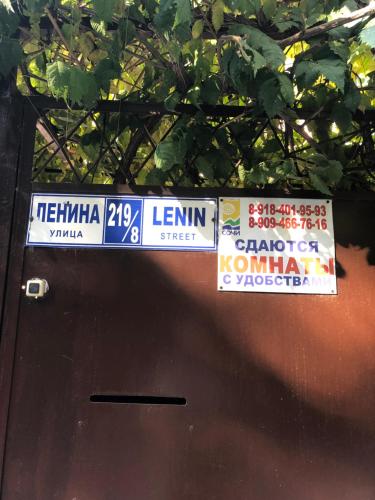 ЛЕНИНА
УЛИЦА
219/8
LENIN
STREET
СОЧИ
8-918-401-95-93
8-909-466-76-16
СДАЮТСЯ
КОМНАТЫ
С УДОБСТВАМИ